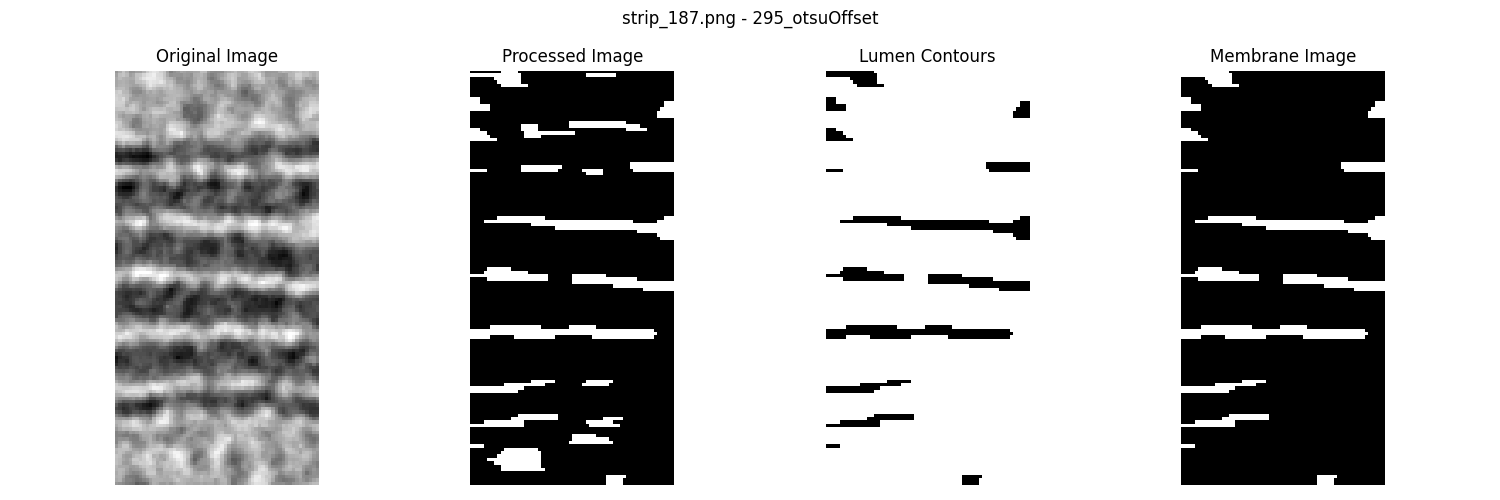 strip_187.png - 295_otsuOffset
Original Image
Processed Image
Lumen Contours
Membrane Image